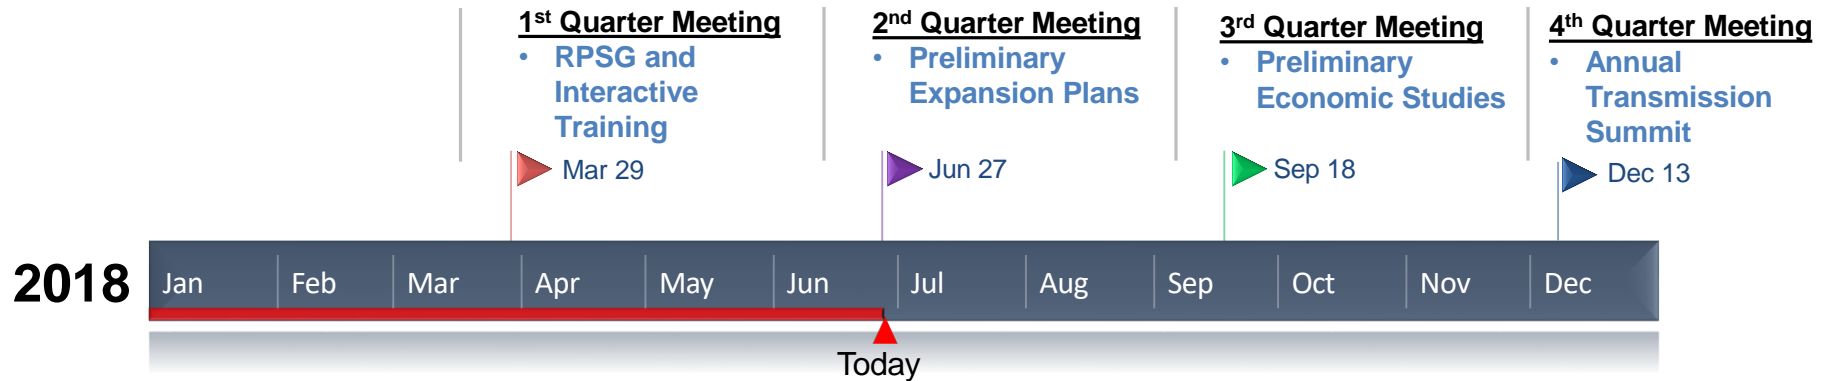 1st Quarter Meeting
• RPSG and
Interactive
Training
Mar 29
2nd Quarter Meeting
• Preliminary
Expansion Plans
Jun 27
3rd Quarter Meeting
• Preliminary
Economic Studies
Sep 18
4th Quarter Meeting
• Annual
Transmission
Summit
Dec 13
2018
Jan Feb Mar Apr May Jun Jul Aug Sep Oct Nov Dec
Today